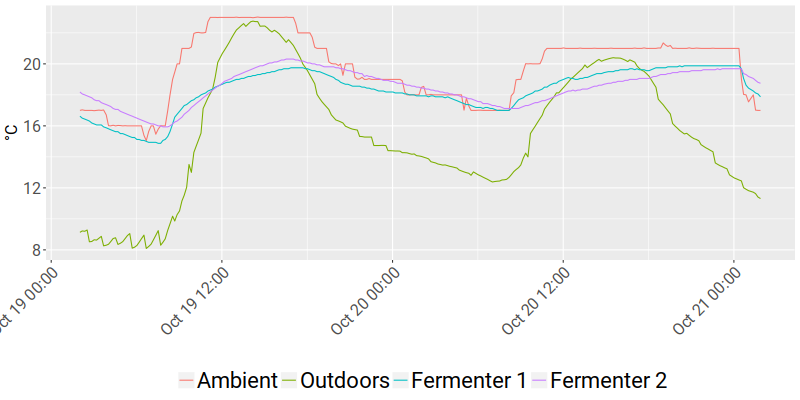 °C
20
16
12
8
Oct 19 00:00
Oct 19 12:00
Oct 20 00:00
Oct 20 12:00
Oct 21 00:00
Ambient Outdoors Fermenter 1 Fermenter 2